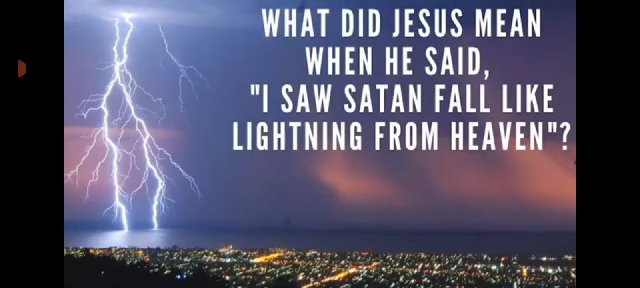 WHAT DID JESUS MEAN
WHEN HE SAID,
"I SAW SATAN FALL LIKE
LIGHTNING FROM HEAVEN"?